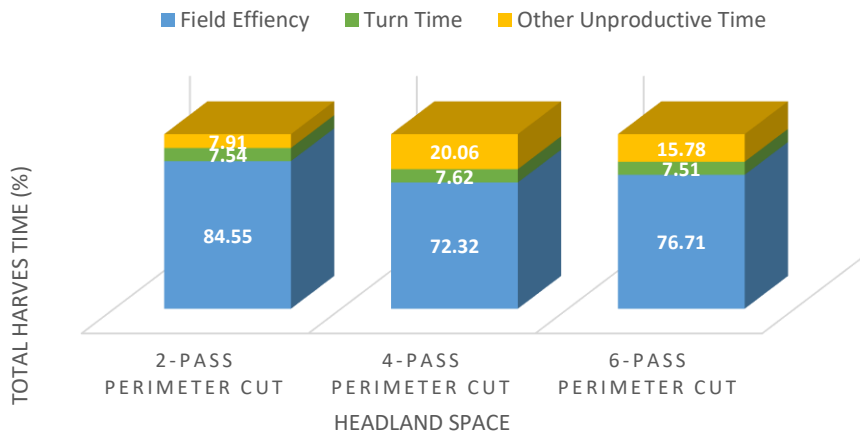 Field Effiency Turn Time Other Unproductive Time
TOTAL HARVES TIME (%)
7.91 20.06 15.78
7.54 7.62 7.51
84.55 72.32 76.71
2-PASS PERIMETER CUT
4-PASS PERIMETER CUT
6-PASS PERIMETER CUT
HEADLAND SPACE